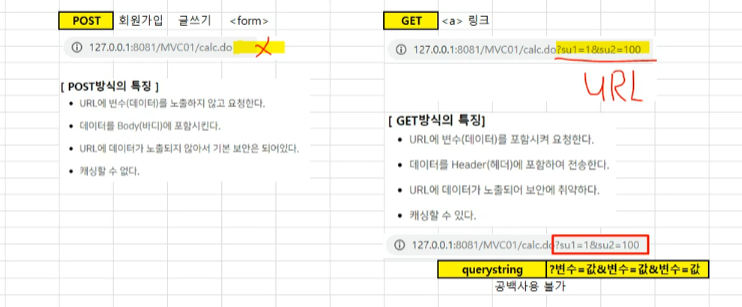 POST 회원가입 글쓰기 <form>
127.0.0.1:8081/MVC01/calc.do X
[ POST방식의 특징 ]
• URL에 변수(데이터)를 노출하지 않고 요청한다.
• 데이터를 Body(바디)에 포함시킨다.
• URL에 데이터가 노출되지 않아서 기본 보안은 되어있다.
• 캐싱할 수 없다.
GET <a> 링크
127.0.0.1:8081/MVC01/calc.do?su1=1&su2=100
URL
[ GET방식의 특징]
• URL에 변수(데이터)를 포함시켜 요청한다.
• 데이터를 Header(헤더)에 포함하여 전송한다.
• URL에 데이터가 노출되어 보안에 취약하다.
• 캐싱할 수 있다.
127.0.0.1:8081/MVC01/calc.do?su1=1&su2=100
querystring ?변수=값&변수=값&변수=값
공백사용 불가